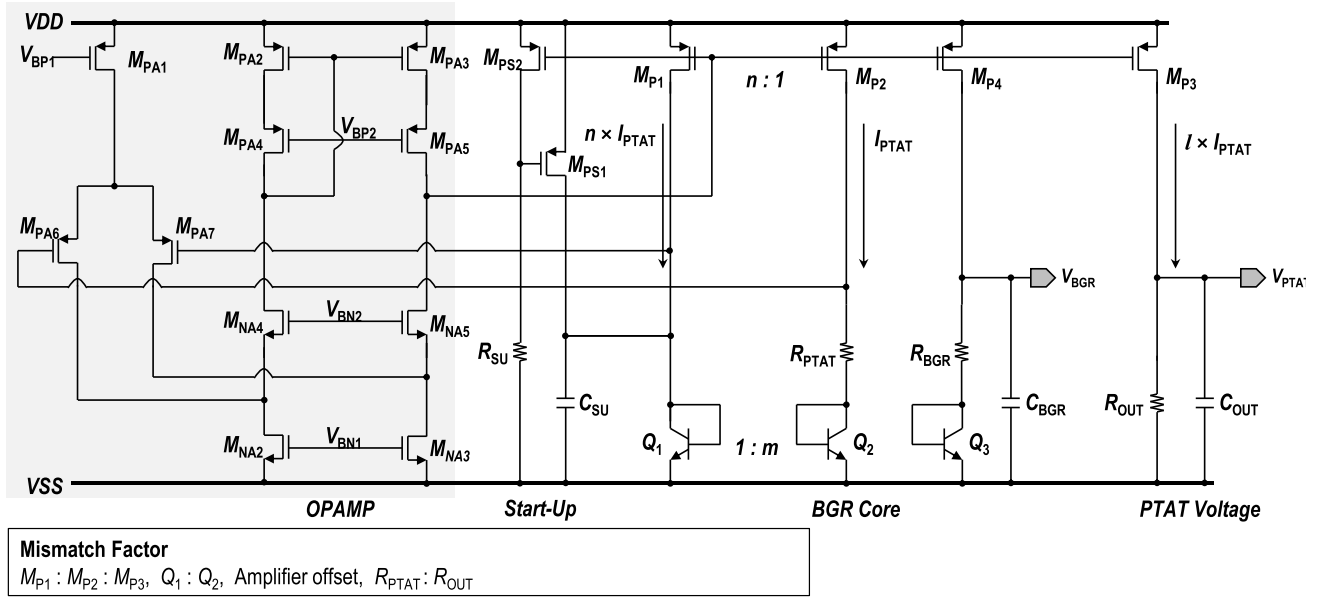 VDD
VBP1
MPA1
MPA2
MPA3
MPS2
MP1
n : 1
MP2
MP4
MP3
MPA4
VBP2
MPA5
n × IPTAT
MPS1
IPTAT
l × IPTAT
MPA6
MPA7
VBGR
VPTAT
MNA4
VBN2
MNA5
RSU
RPTAT
RBGR
CSU
CBGR
ROUT
COUT
MNA2
VBN1
MNA3
Q1
1 : m
Q2
Q3
VSS
OPAMP
Start-Up
BGR Core
PTAT Voltage
Mismatch Factor
MP1 : MP2 : MP3, Q1 : Q2, Amplifier offset, RPTAT : ROUT